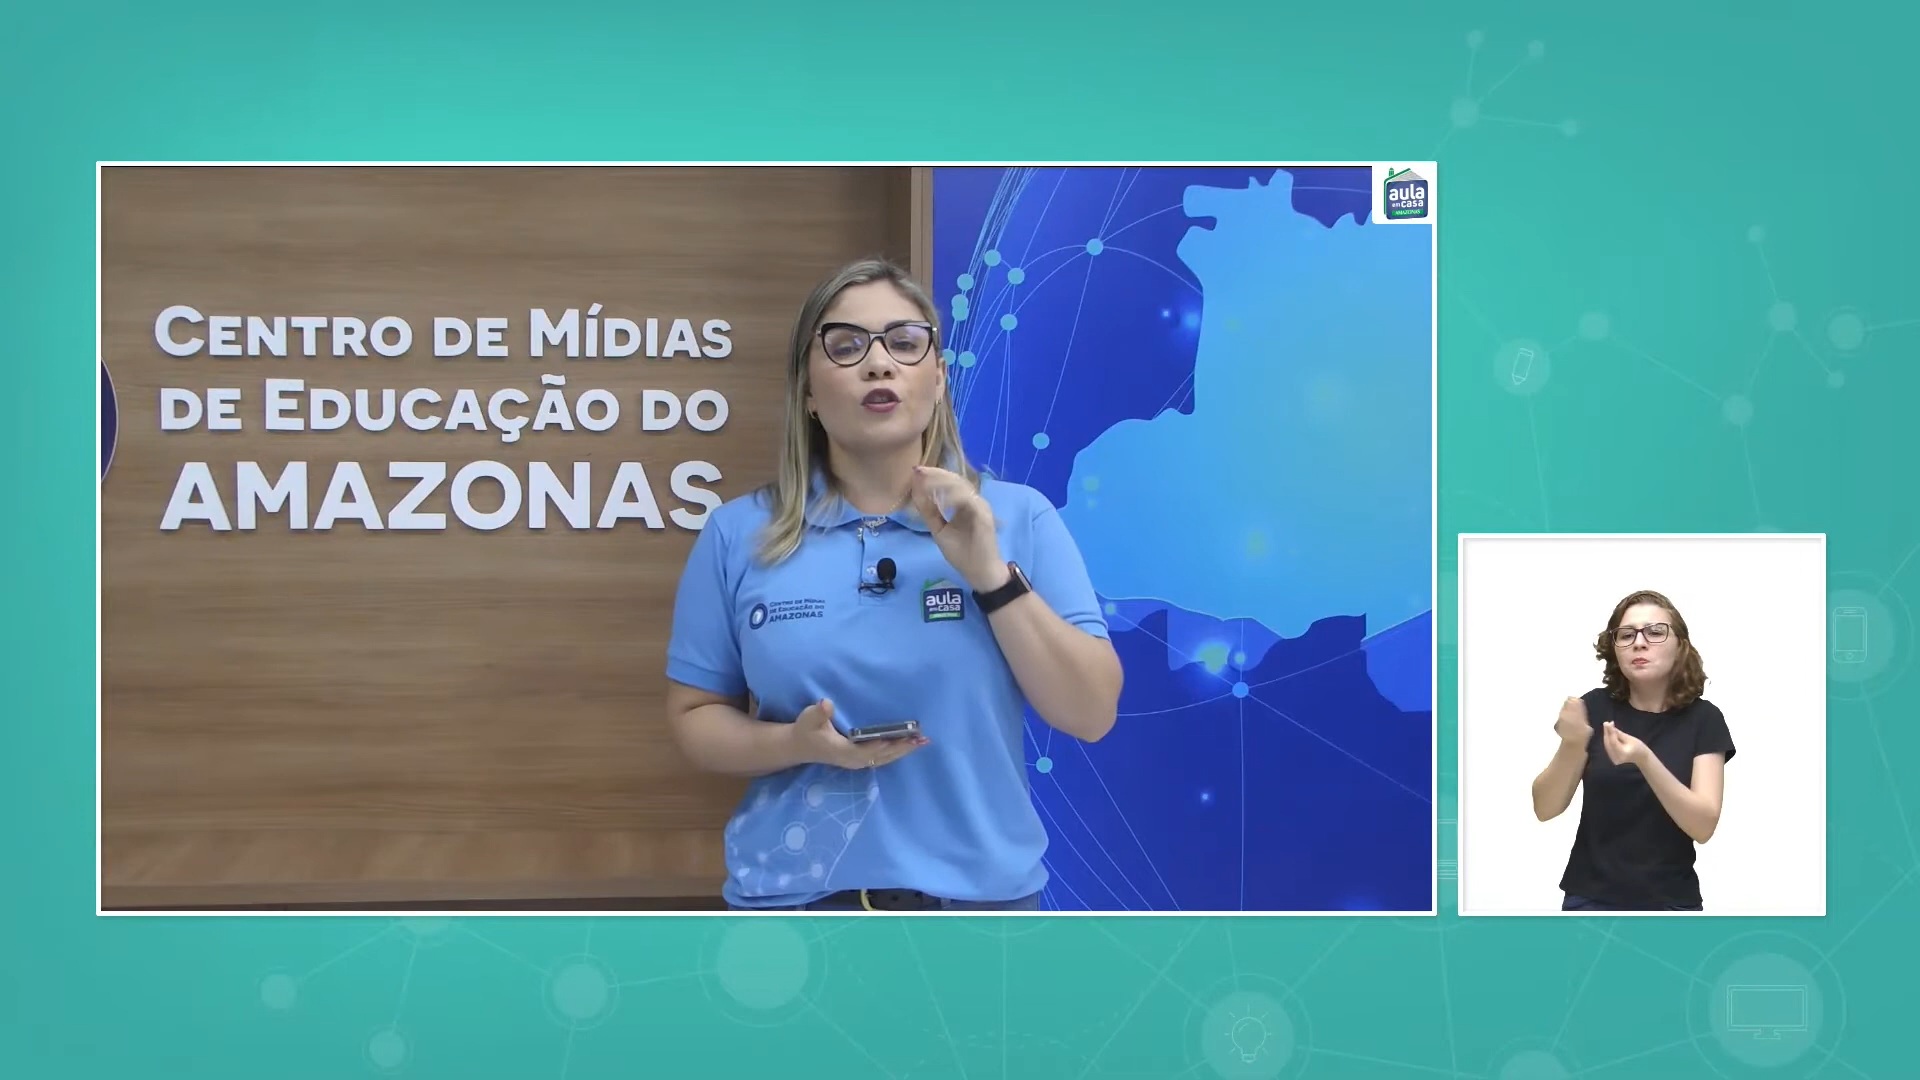 CENTRO DE MÍDIAS
DE EDUCAÇÃO DO
AMAZONAS
aula
em casa
AMAZONAS
CENTRO DE MÍDIAS
DE EDUCAÇÃO DO
AMAZONAS
aula
em casa